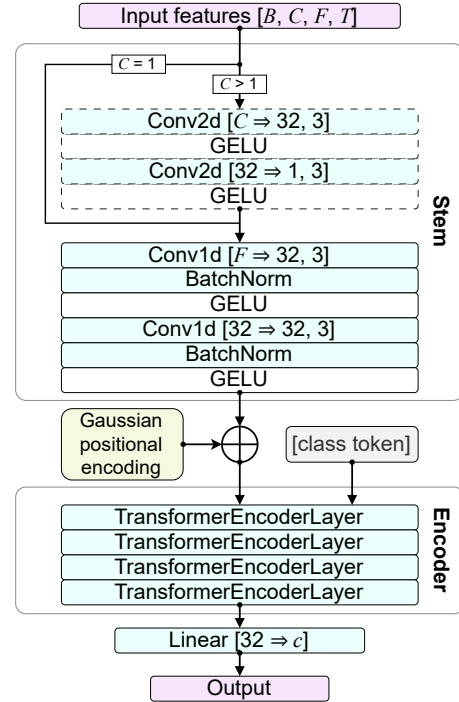 Input features [B, C, F, T]
C = 1
C > 1
Conv2d [C ⇒ 32, 3]
GELU
Conv2d [32 ⇒ 1, 3]
GELU
Stem
Conv1d [F ⇒ 32, 3]
BatchNorm
GELU
Conv1d [32 ⇒ 32, 3]
BatchNorm
GELU
Gaussian
positional
encoding
[class token]
Encoder
TransformerEncoderLayer
TransformerEncoderLayer
TransformerEncoderLayer
TransformerEncoderLayer
Linear [32 ⇒ c]
Output